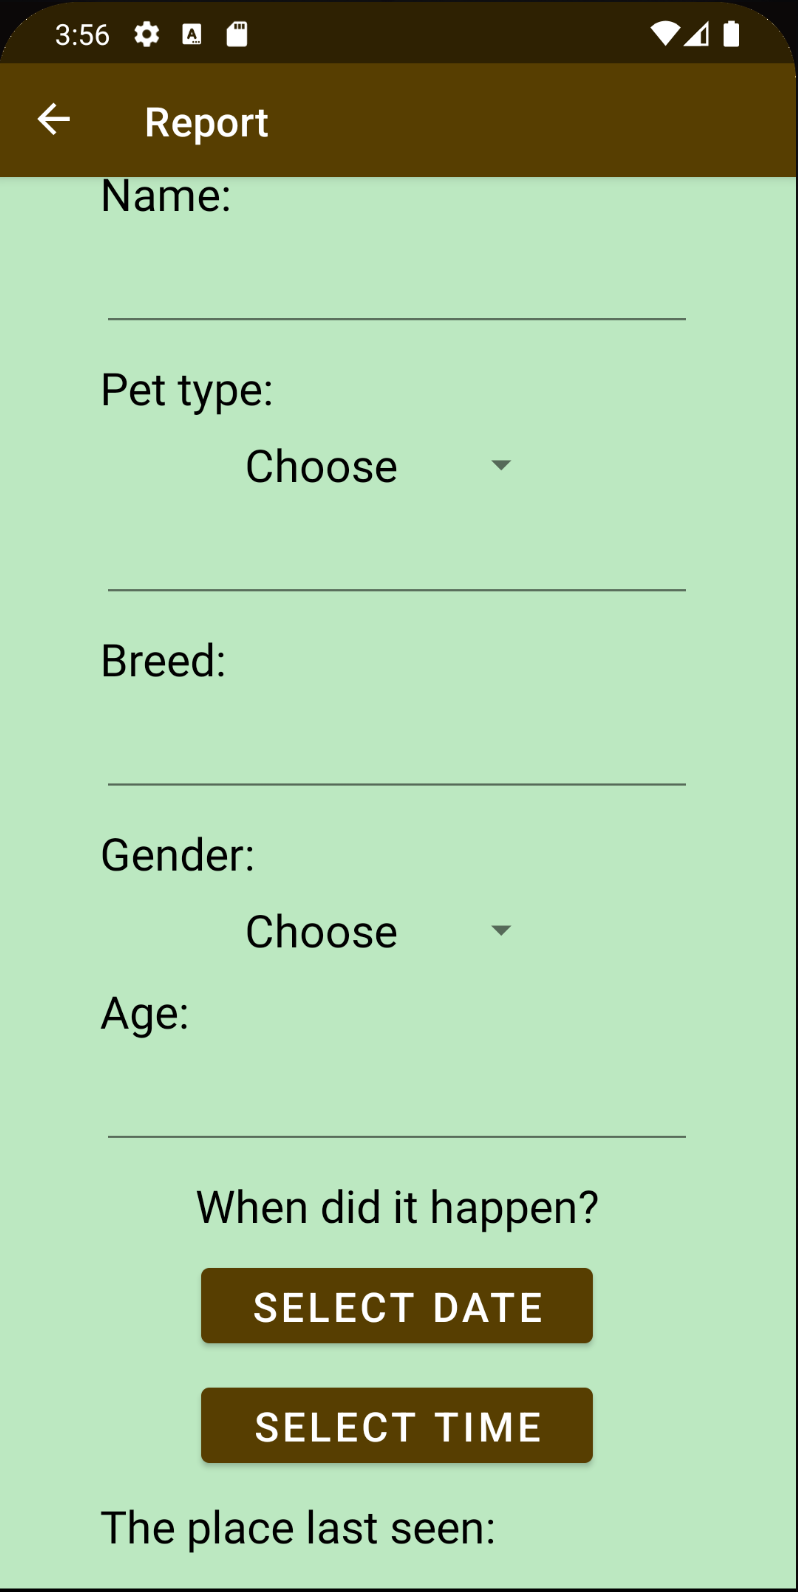 3:56
Report
Name:
Pet type:
Choose
Breed:
Gender:
Choose
Age:
When did it happen?
SELECT DATE
SELECT TIME
The place last seen: